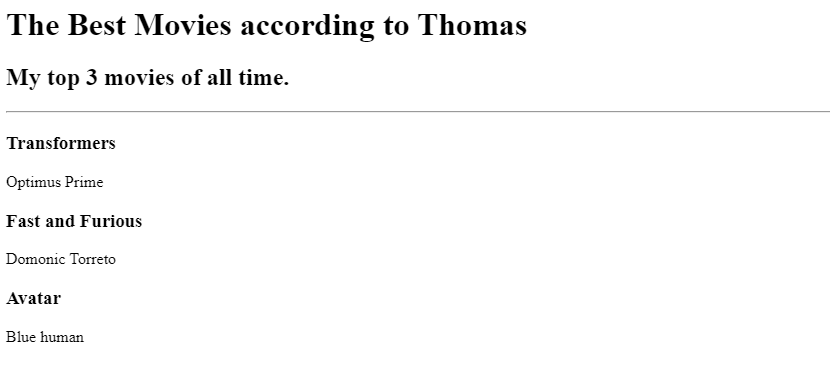 The Best Movies according to Thomas
My top 3 movies of all time.
Transformers
Optimus Prime
Fast and Furious
Domonic Torreto
Avatar
Blue human